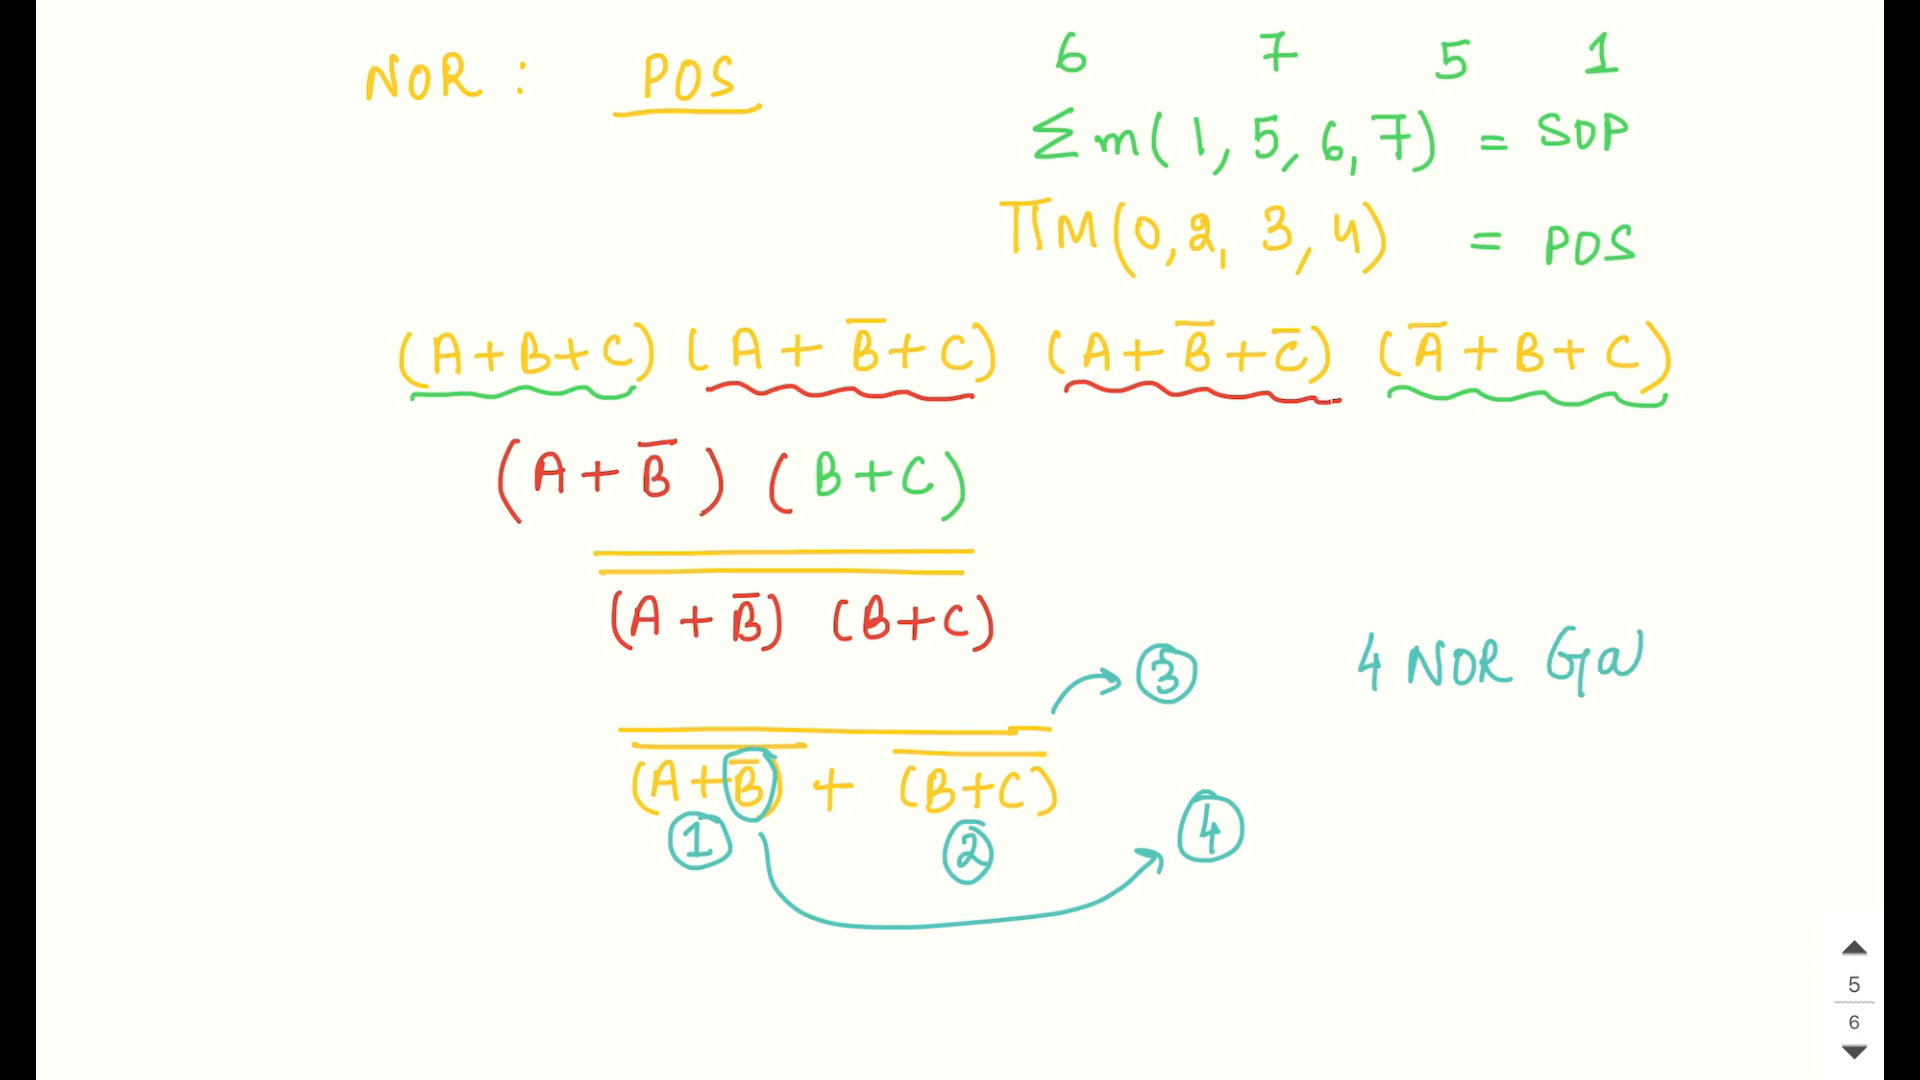 NOR : POS
6 7 5 1
Σm(1, 5, 6, 7) = SOP
ΠM(0, 2, 3, 4) = POS
(A+B+C) (A+B̅+C) (A+B̅+C̅) (A̅+B+C)
(A+B̅) (B+C)
(A+B̅) (B+C)
3
4 NOR Ga
(A+B̅) + (B+C)
1 2 4
5
6